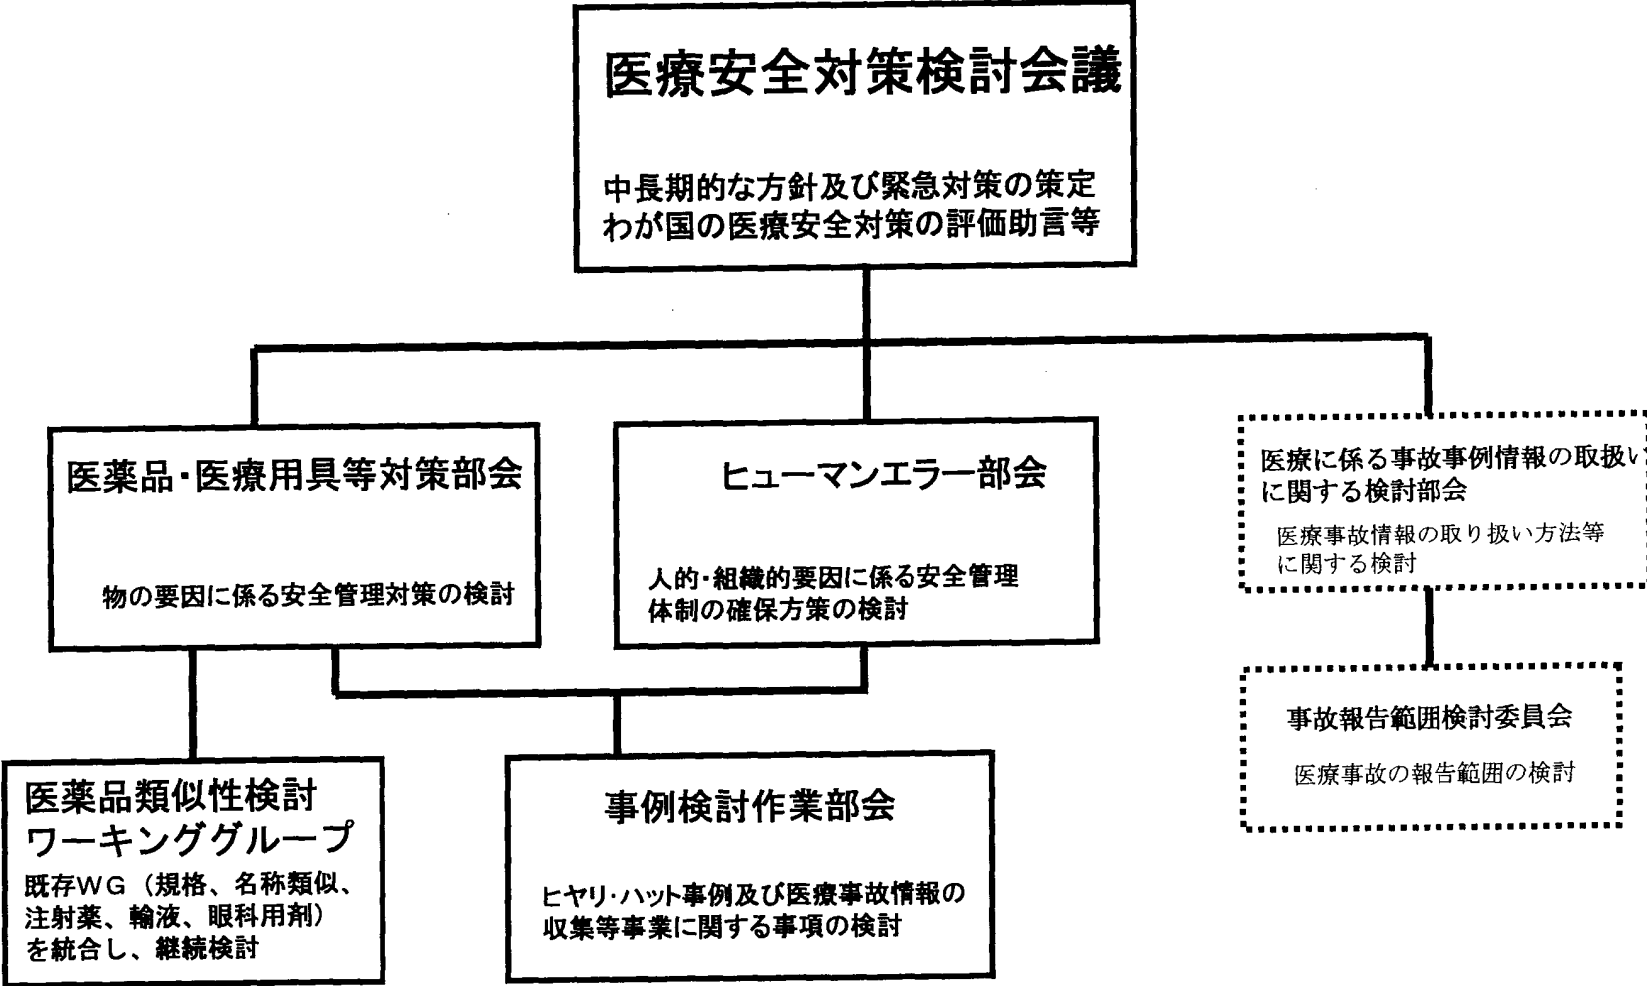 医療安全対策検討会議
中長期的な方針及び緊急対策の策定
わが国の医療安全対策の評価助言等
医薬品・医療用具等対策部会
物の要因に係る安全管理対策の検討
ヒューマンエラー部会
人的・組織的要因に係る安全管理
体制の確保方策の検討
医療に係る事故事例情報の取扱い
に関する検討部会
医療事故情報の取り扱い方法等
に関する検討
医薬品類似性検討
ワーキンググループ
既存WG（規格、名称類似、
注射薬、輸液、眼科用剤）
を統合し、継続検討
事例検討作業部会
ヒヤリ・ハット事例及び医療事故情報の
収集等事業に関する事項の検討
事故報告範囲検討委員会
医療事故の報告範囲の検討